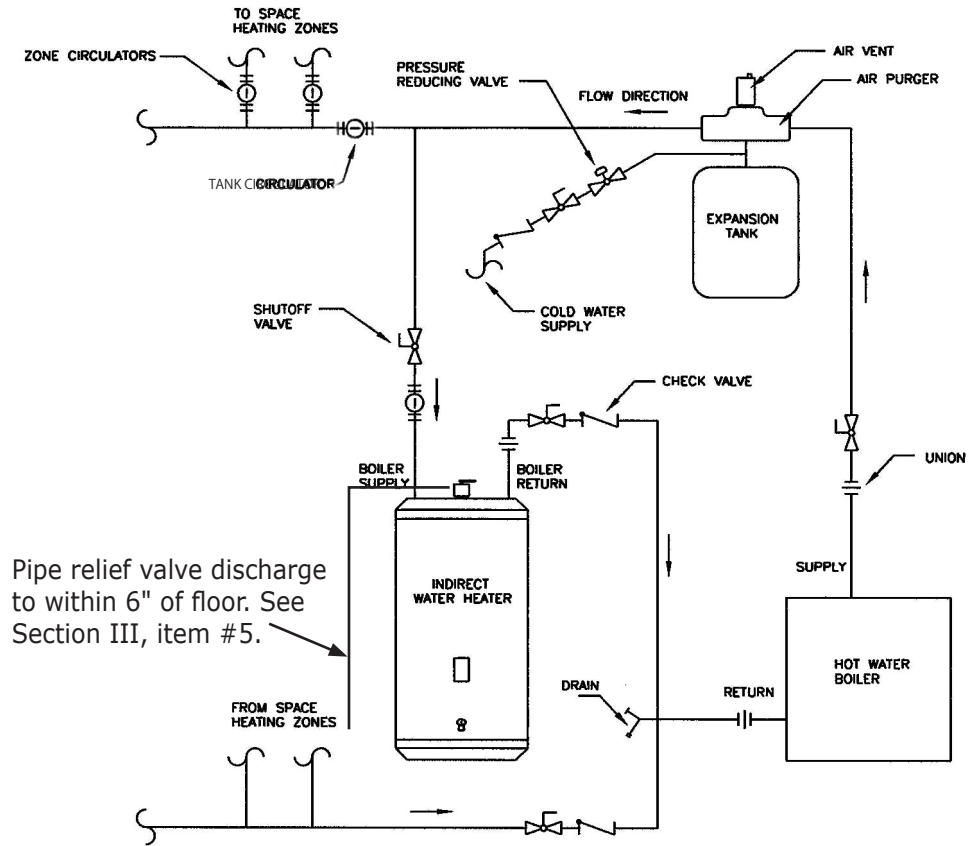 TO SPACE
HEATING ZONES
ZONE CIRCULATORS
AIR VENT
PRESSURE
REDUCING VALVE
AIR PURGER
FLOW DIRECTION
TANK CIRCULATOR
EXPANSION
TANK
SHUTOFF
VALVE
COLD WATER
SUPPLY
CHECK VALVE
UNION
BOILER
SUPPLY
BOILER
RETURN
SUPPLY
Pipe relief valve discharge
to within 6" of floor. See
Section III, item #5.
INDIRECT
WATER HEATER
HOT WATER
BOILER
DRAIN
RETURN
FROM SPACE
HEATING ZONES